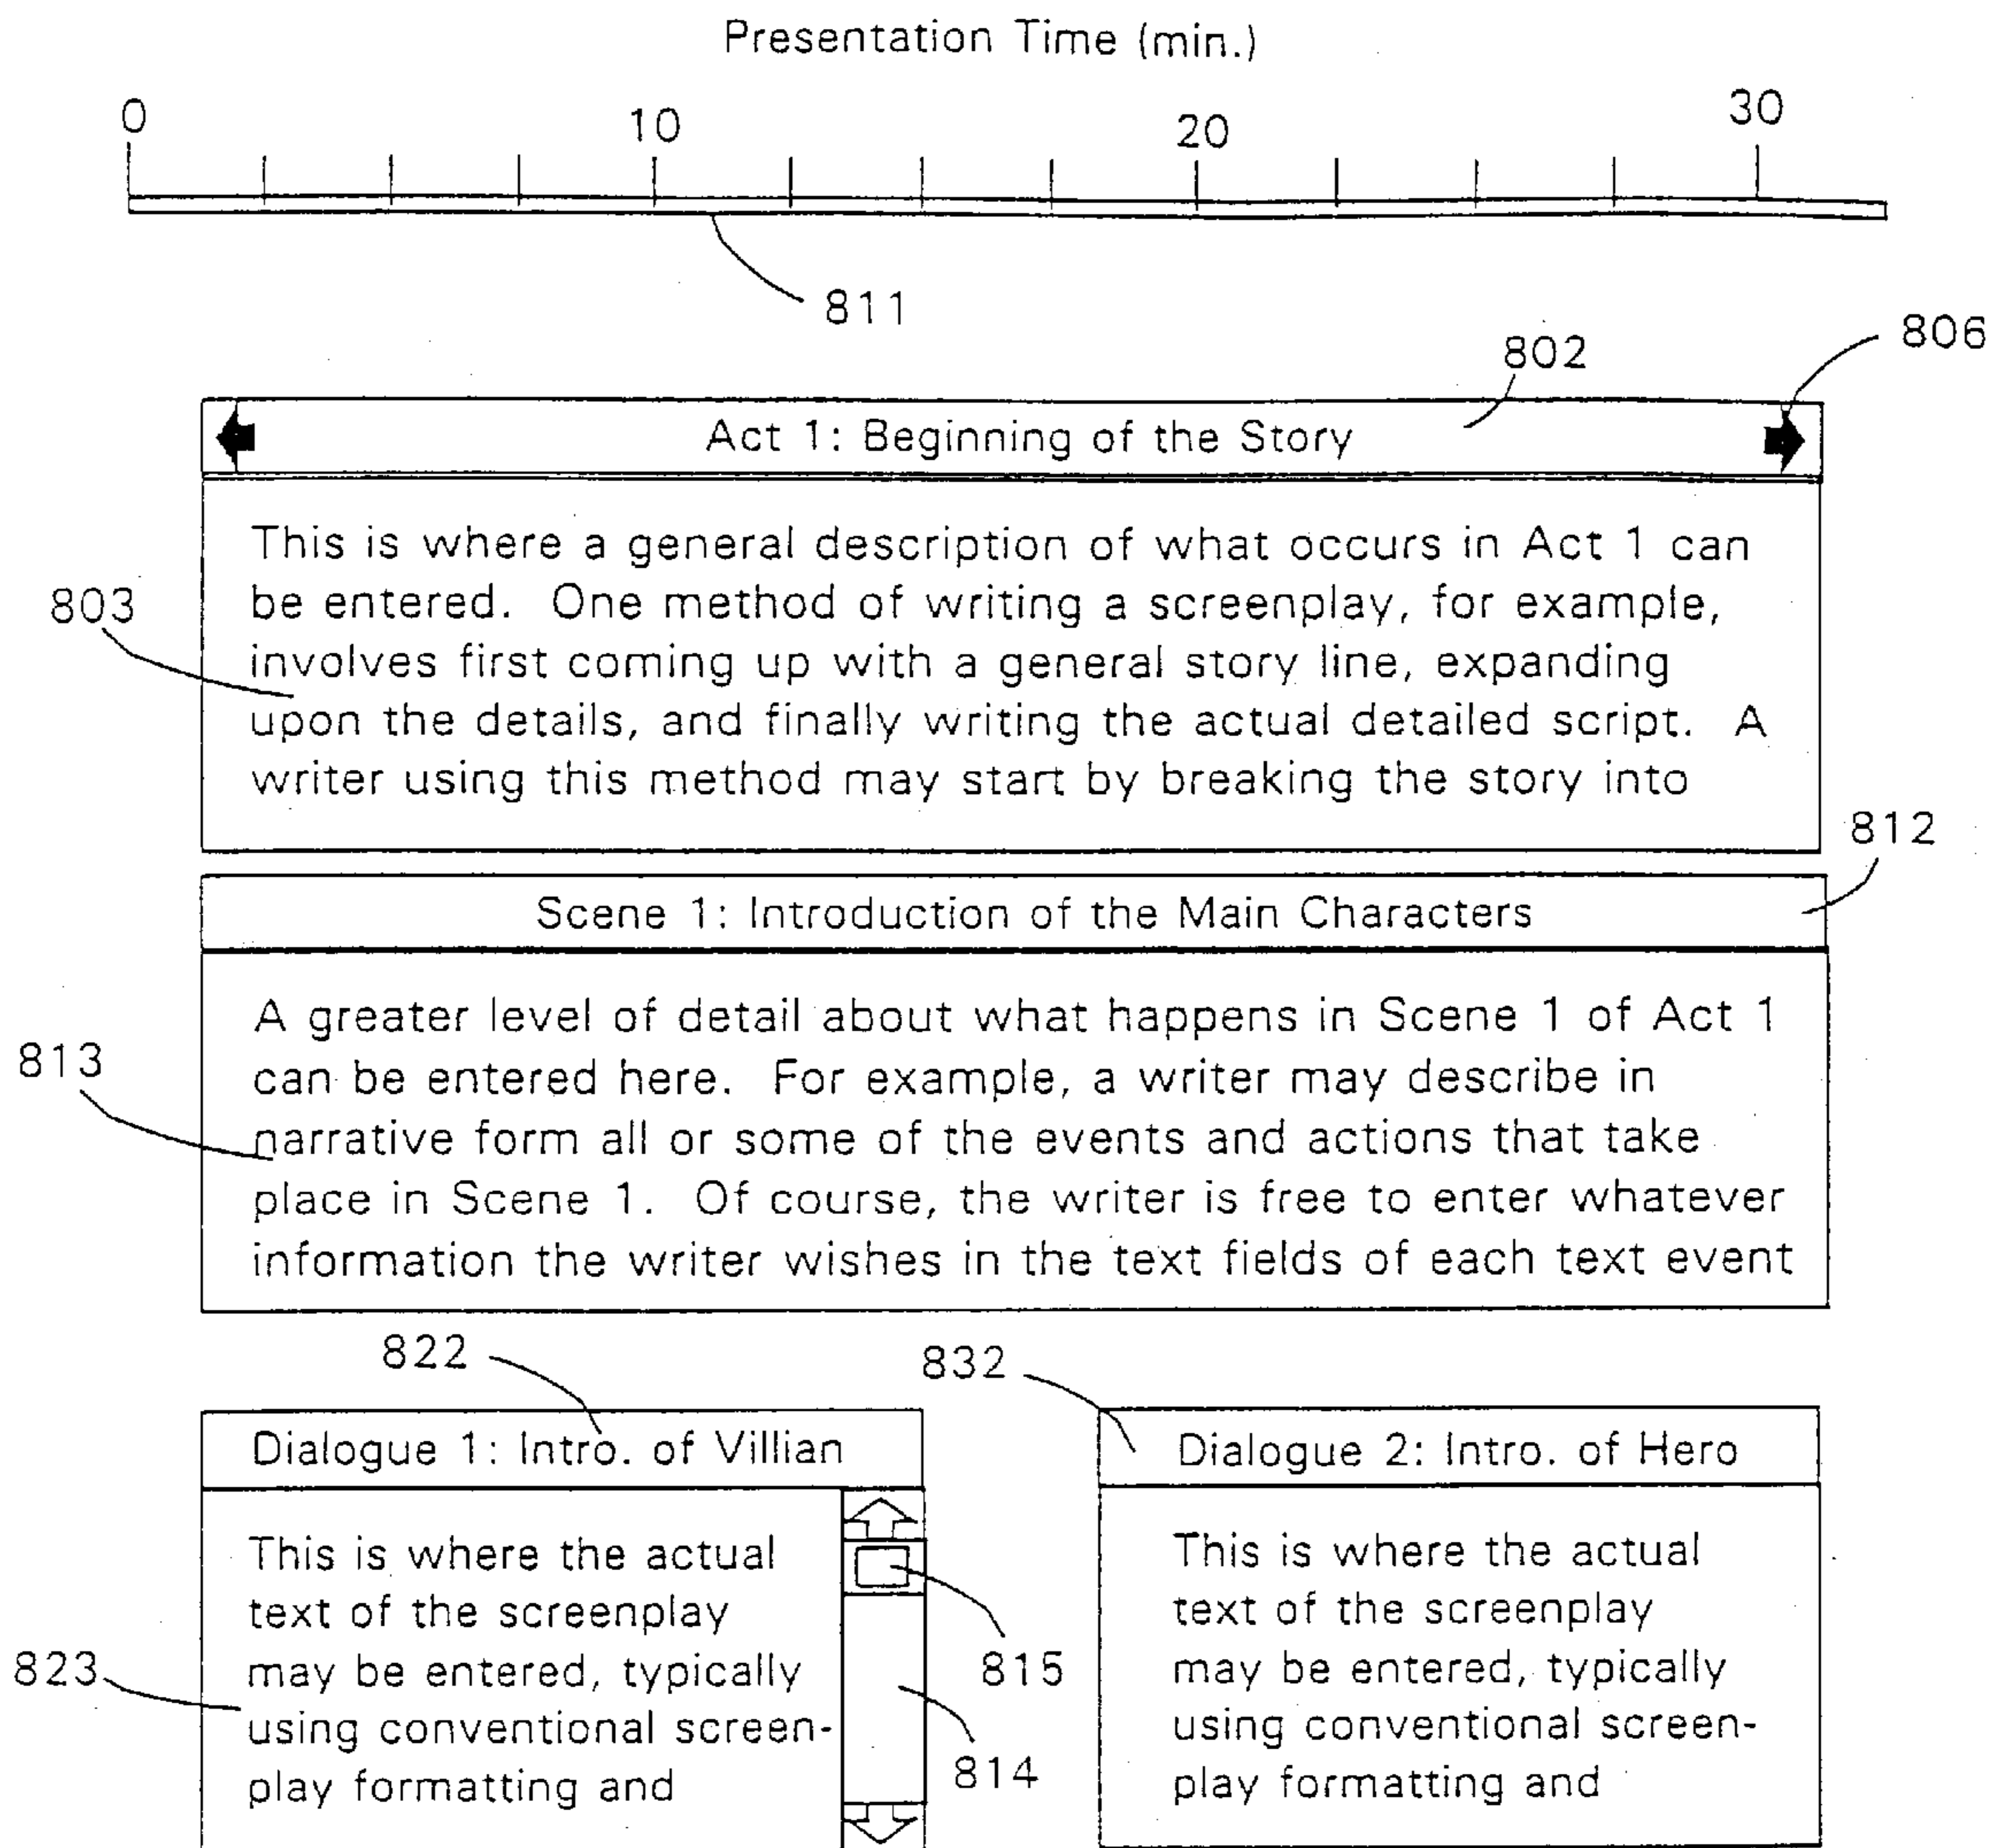 Presentation Time (min.)
0 10 20 30
811
802
806
Act 1: Beginning of the Story
This is where a general description of what occurs in Act 1 can
be entered. One method of writing a screenplay, for example,
803
involves first coming up with a general story line, expanding
upon the details, and finally writing the actual detailed script. A
writer using this method may start by breaking the story into
812
Scene 1: Introduction of the Main Characters
A greater level of detail about what happens in Scene 1 of Act 1
813
can be entered here. For example, a writer may describe in
narrative form all or some of the events and actions that take
place in Scene 1. Of course, the writer is free to enter whatever
information the writer wishes in the text fields of each text event
822
832
Dialogue 1: Intro. of Villian
This is where the actual
text of the screenplay
823
may be entered, typically
using conventional screen-
play formatting and
815
814
Dialogue 2: Intro. of Hero
This is where the actual
text of the screenplay
may be entered, typically
using conventional screen-
play formatting and